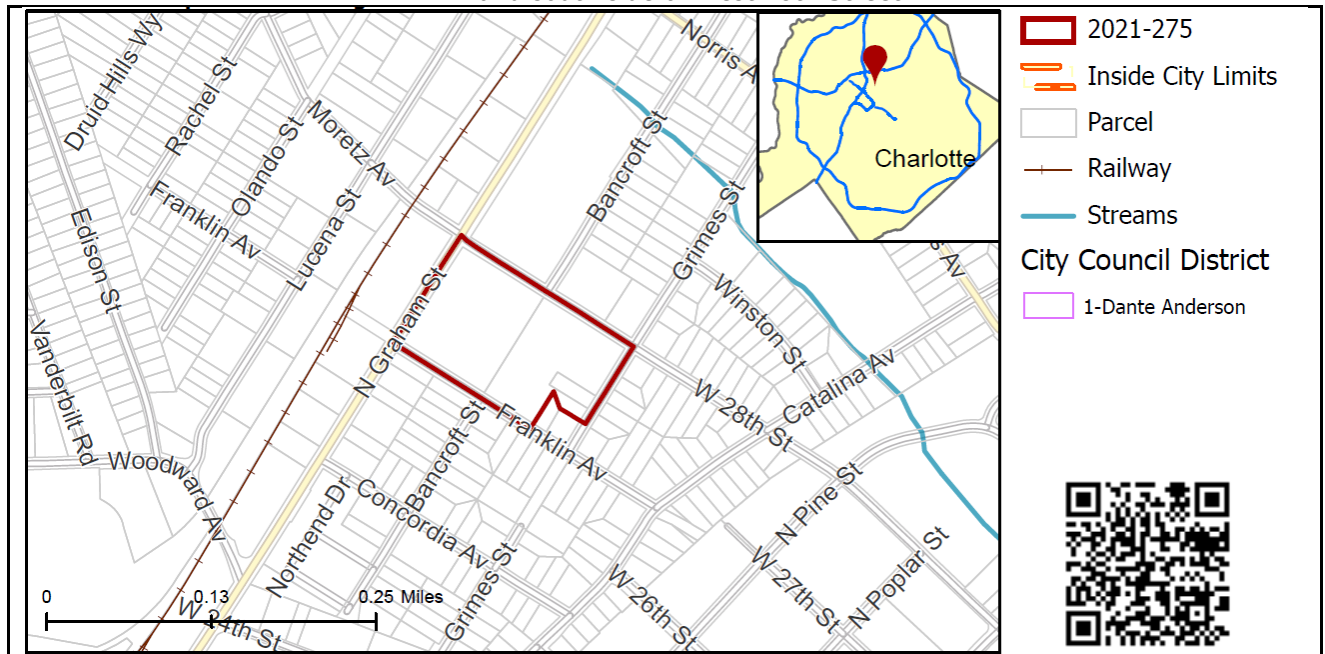 Druid Hills Wy
Rachel St
Olando St
Moretz Av
Norris A
Franklin Av
Lucena St
Edison St
Bancroft St
Grimes St
Winston St
s Av
Vanderbilt Rd
N Graham St
W 28th St
Catalina Av
Bancroft St
Franklin Av
Woodward Av
Northend Dr
Concordia Av
N Pine St
Grimes St
W 26th St
W 27th St
N Poplar St
W 24th St
0 0.13 0.25 Miles
Charlotte
2021-275
Inside City Limits
Parcel
Railway
Streams
City Council District
1-Dante Anderson